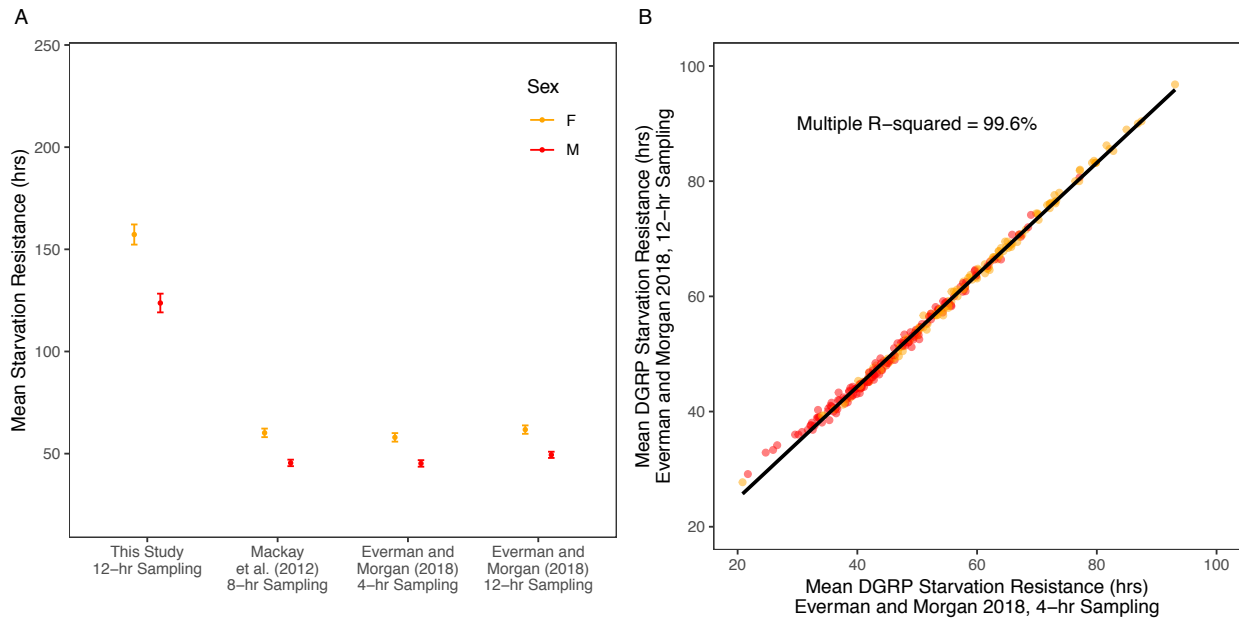 A
Mean Starvation Resistance (hrs)
250
200
150
100
50
Sex
F
M
This Study
12−hr Sampling
Mackay
et al. (2012)
8−hr Sampling
Everman and
Morgan (2018)
4−hr Sampling
Everman and
Morgan (2018)
12−hr Sampling
B
Mean DGRP Starvation Resistance (hrs)
Everman and Morgan 2018, 12−hr Sampling
100
80
60
40
20
Multiple R−squared = 99.6%
20 40 60 80 100
Mean DGRP Starvation Resistance (hrs)
Everman and Morgan 2018, 4−hr Sampling